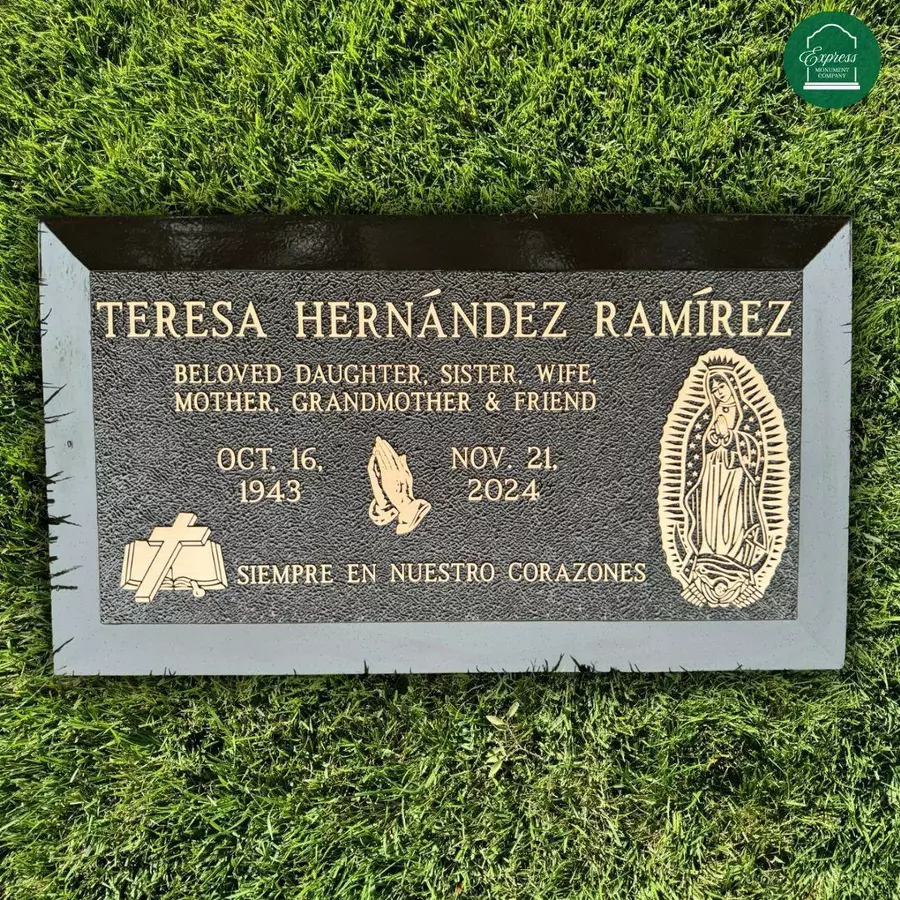 Express
MONUMENT
COMPANY
TERESA HERNÁNDEZ RAMÍREZ
BELOVED DAUGHTER, SISTER, WIFE,
MOTHER, GRANDMOTHER & FRIEND
OCT. 16,
1943
NOV. 21,
2024
SIEMPRE EN NUESTRO CORAZONES